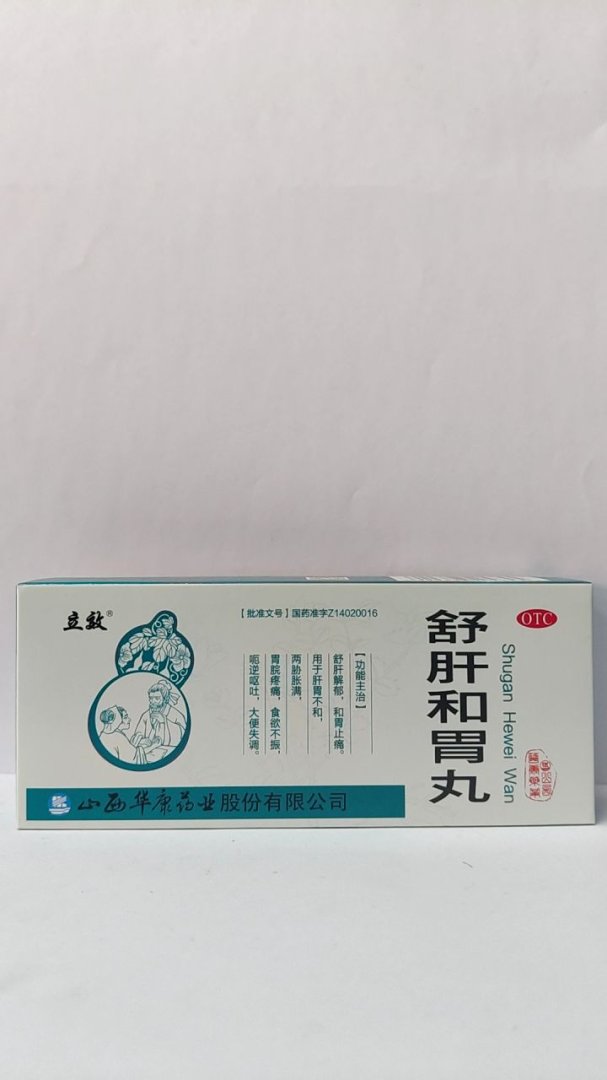 立效®
【批准文号】国药准字Z14020016
【功能主治】
舒肝解郁，和胃止痛。
用于肝胃不和，
两胁胀满，
胃脘疼痛，食欲不振，
呃逆呕吐，大便失调。
OTC
舒肝和胃丸
Shugan Hewei Wan
山西华康药业股份有限公司